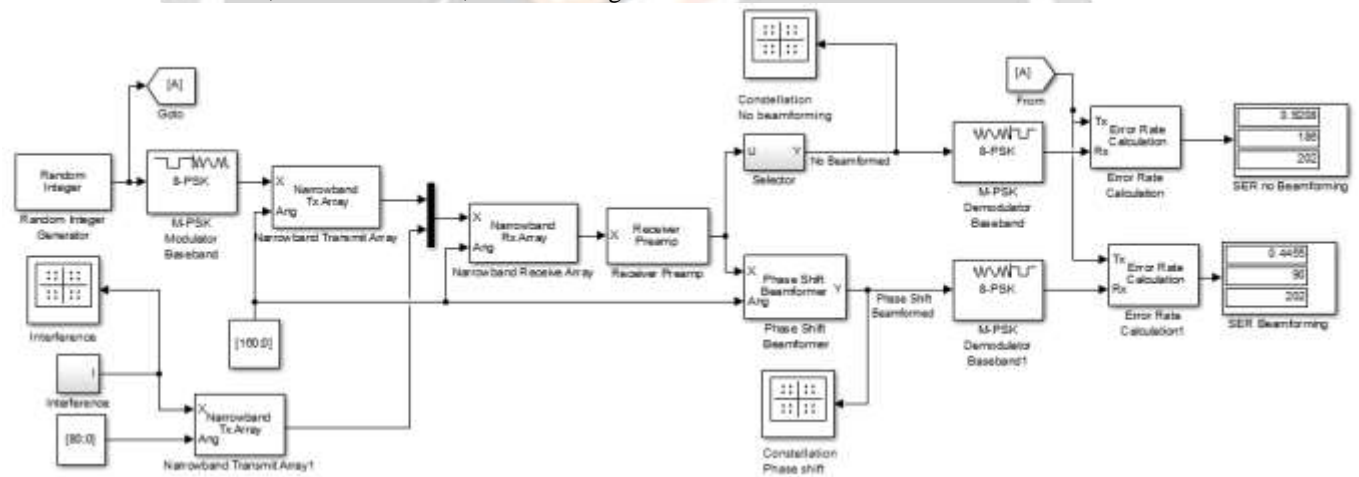 [A]
Goto
Random
Integer
Random Integer
Generator
8-PSK
M-PSK
Modulator
Baseband
X
Ang
Narrowband
Tx Array
Narrowband Transmit Array
X
Ang
Narrowband
Rx Array
Narrowband Receive Array
X
Receiver
Preamp
Receiver Preamp
Constellation
No beamforming
U
Y
Selector
No Beamformed
8-PSK
M-PSK
Demodulator
Baseband
[A]
From
Tx
Rx
Error Rate
Calculation
Error Rate
Calculation
202
SER no Beamforming
Interference
[160;0]
I
Interference
[80;0]
X
Ang
Narrowband
Tx Array
Narrowband Transmit Array1
X
Ang
Phase Shift
Beamformer
Y
Phase Shift
Beamformer
Phase Shift
Beamformed
Constellation
Phase shift
8-PSK
M-PSK
Demodulator
Baseband1
Tx
Rx
Error Rate
Calculation
Error Rate
Calculation1
0.4455
90
202
SER Beamforming